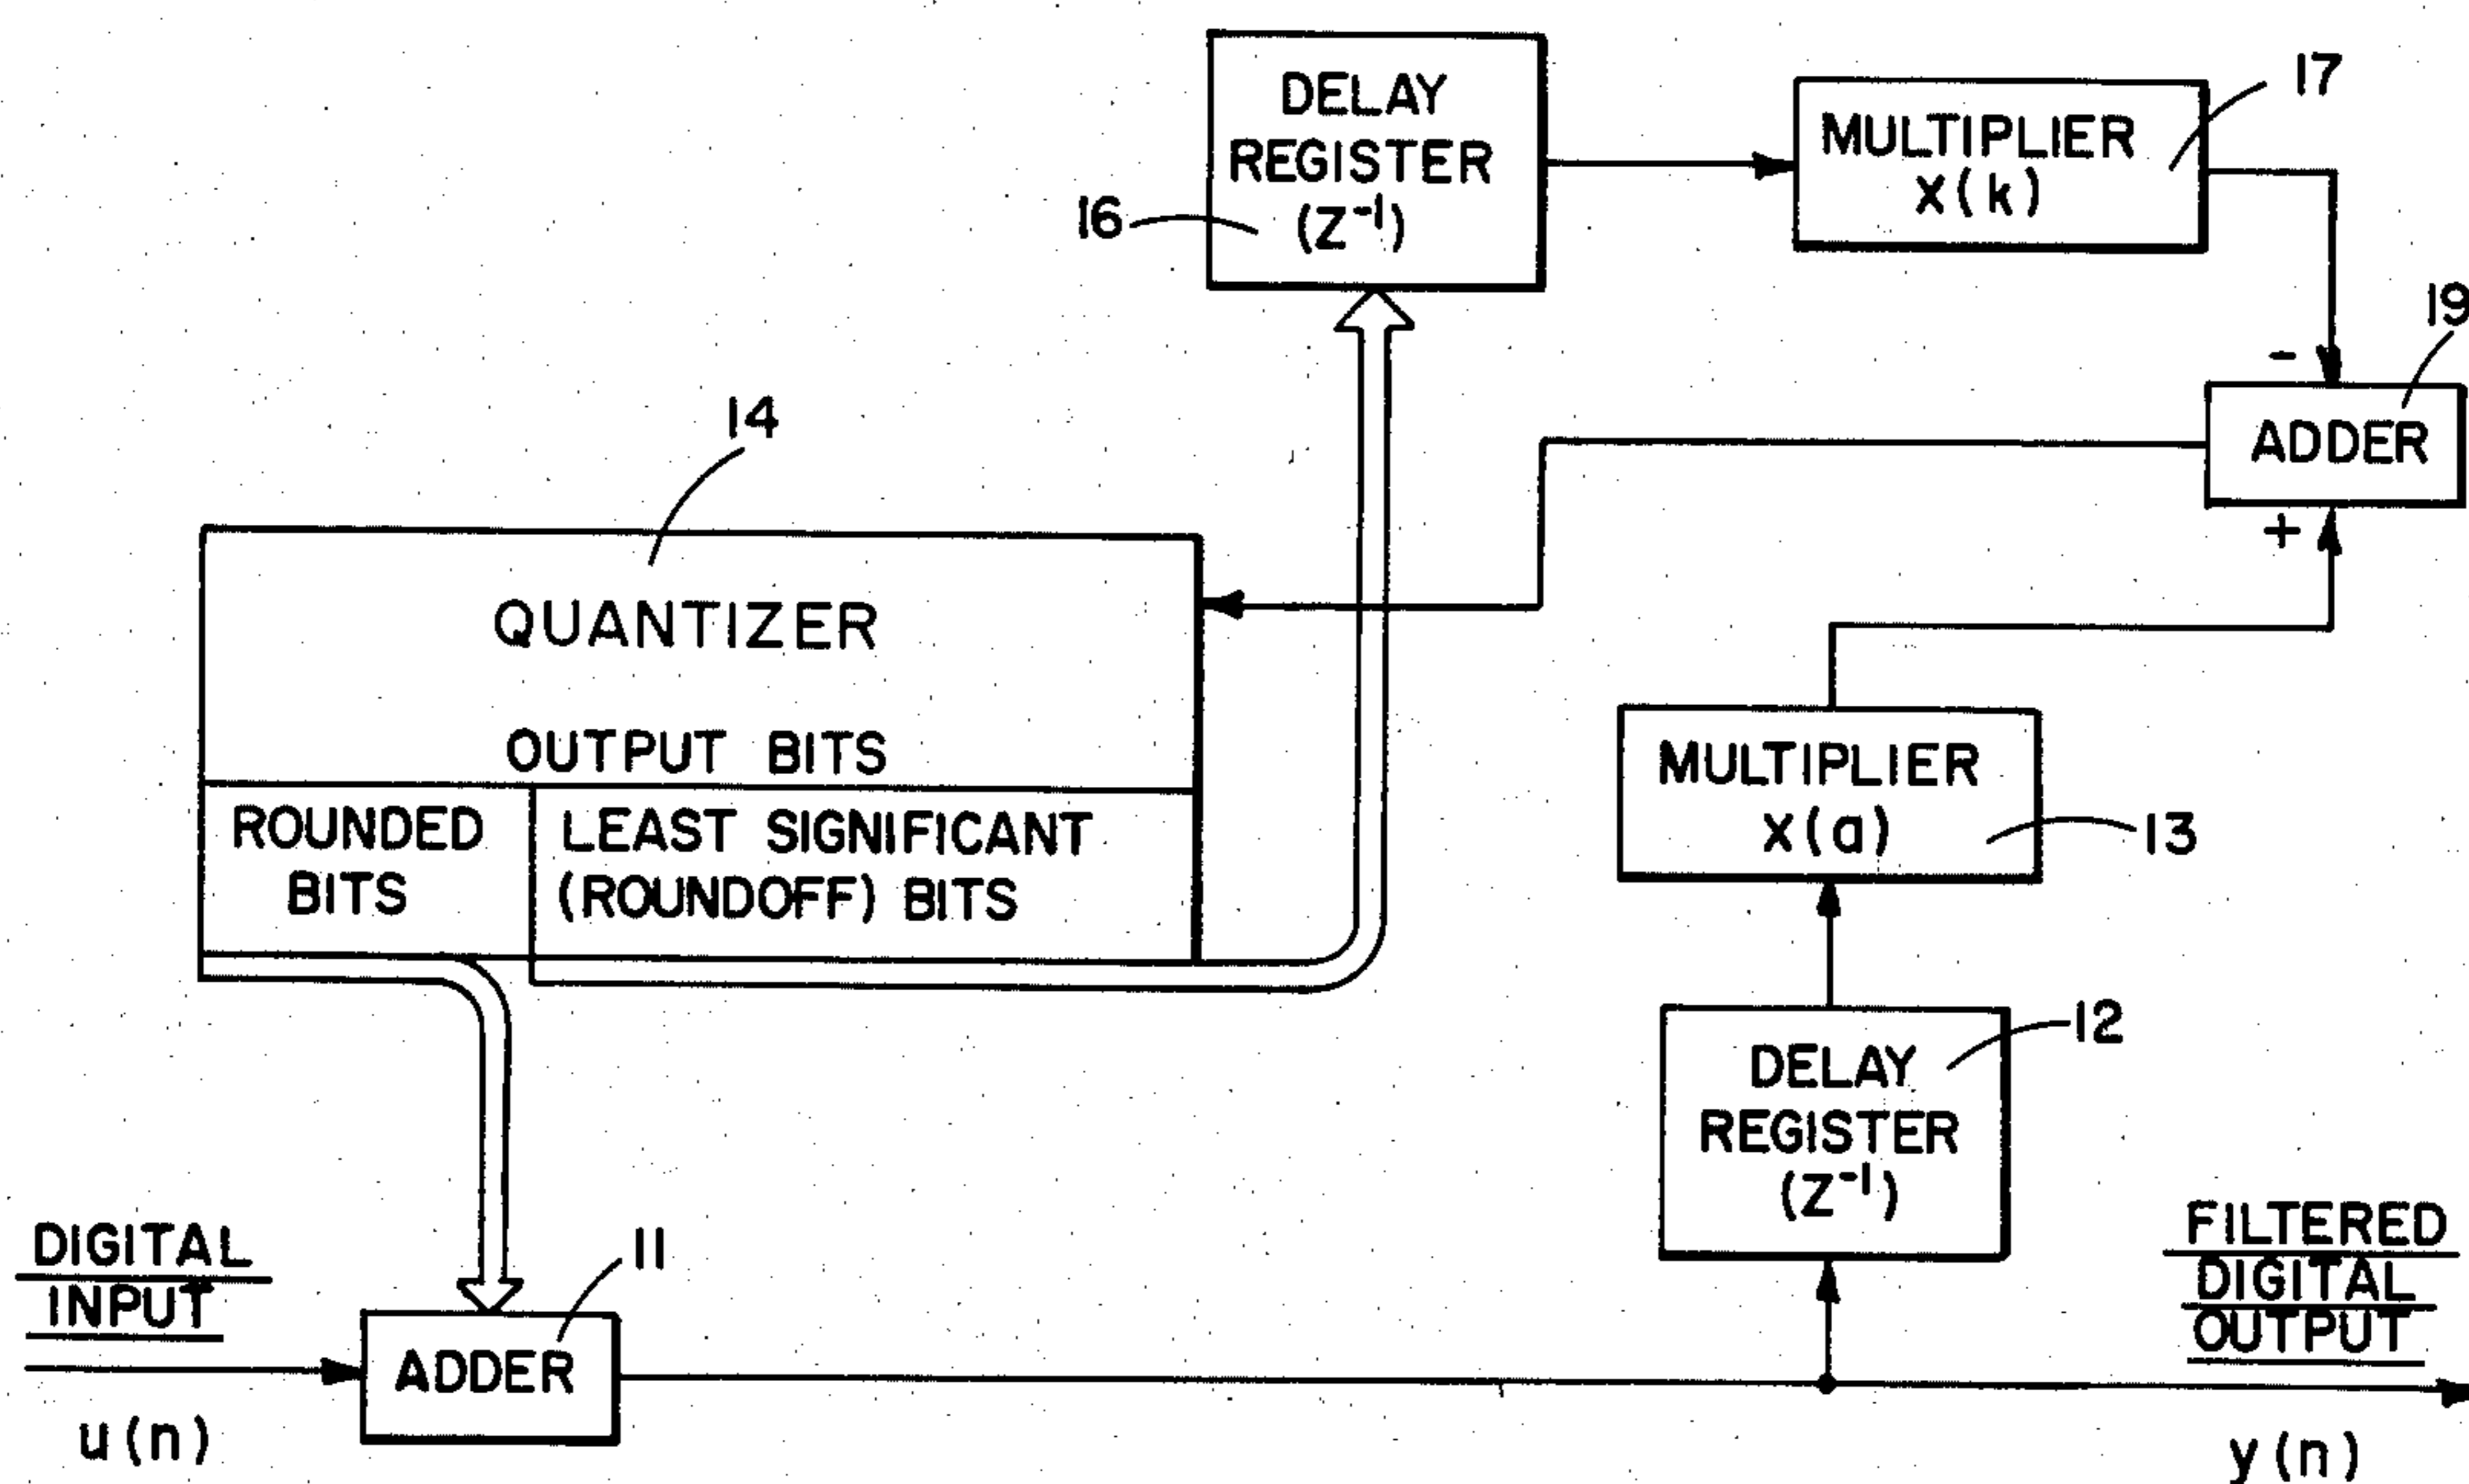 DELAY
REGISTER
(Z⁻¹)
16
MULTIPLIER
X(k)
17
19
-
ADDER
+
14
QUANTIZER
OUTPUT BITS
ROUNDED
BITS
LEAST SIGNIFICANT
(ROUNDOFF) BITS
MULTIPLIER
X(a)
13
DELAY
REGISTER
(Z⁻¹)
12
DIGITAL
INPUT
u(n)
11
ADDER
FILTERED
DIGITAL
OUTPUT
y(n)